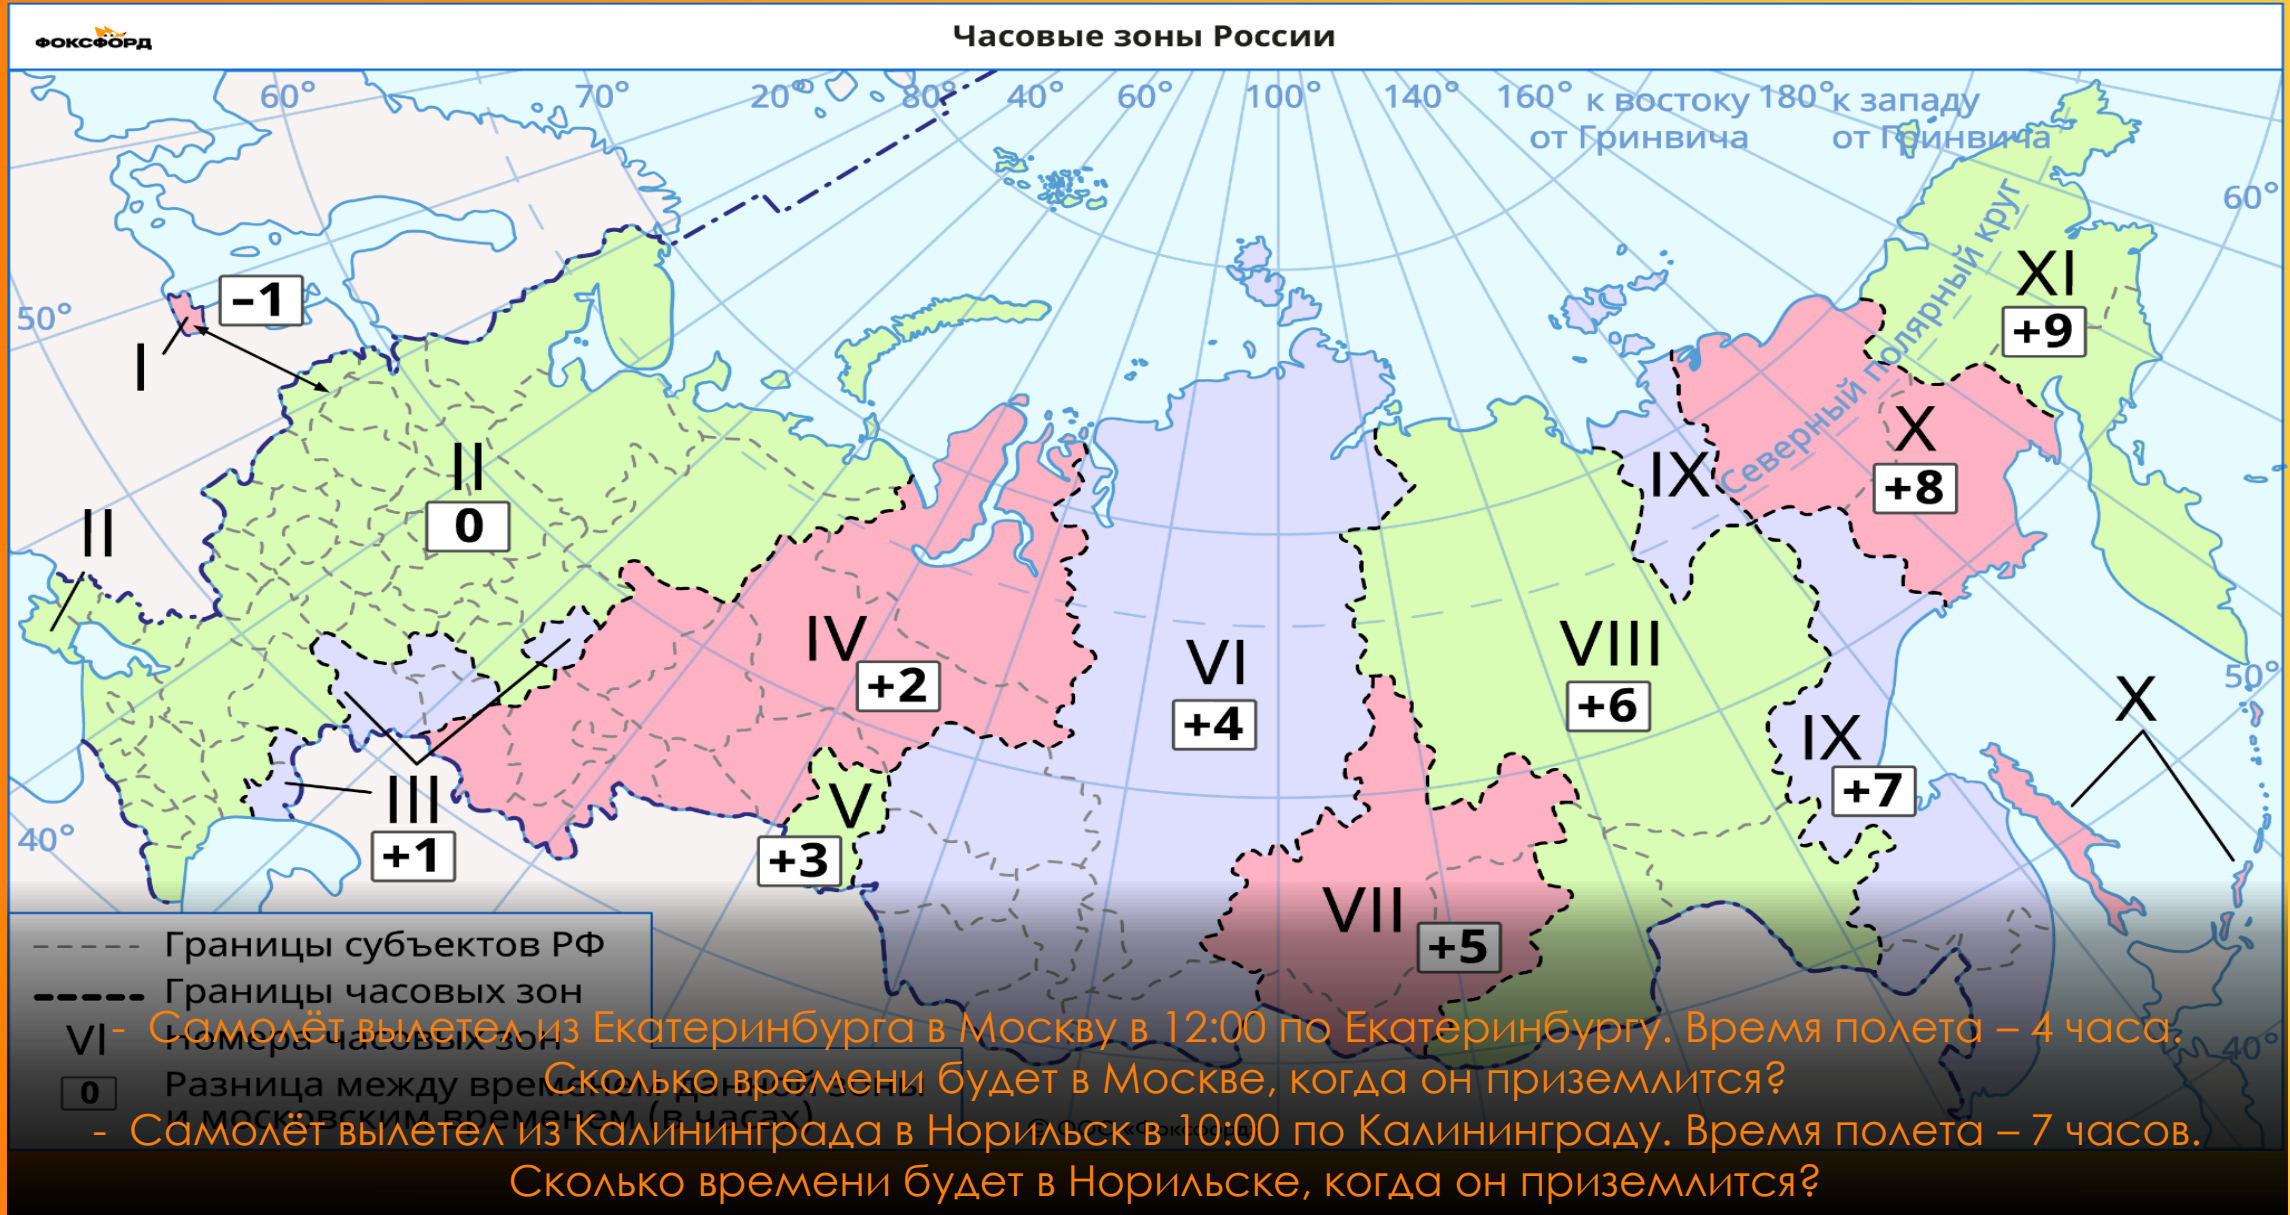 ФОКСФОРД
Часовые зоны России
60° 70° 20° 80° 40° 60° 100° 140° 160° к востоку от Гринвича 180° к западу от Гринвича
60°
50°
Северный полярный круг
–1
I
XI
+9
II
0
X
+8
IX
II
IV
+2
VI
+4
VIII
+6
50°
X
IX
+7
III
+1
V
+3
40°
VII
+5
Границы субъектов РФ
Границы часовых зон
VI Номера часовых зон
0 Разница между временем данной зоны
и московским временем (в часах)
40°
- Самолёт вылетел из Екатеринбурга в Москву в 12:00 по Екатеринбургу. Время полета – 4 часа.
Сколько времени будет в Москве, когда он приземлится?
- Самолёт вылетел из Калининграда в Норильск в 10:00 по Калининграду. Время полета – 7 часов.
Сколько времени будет в Норильске, когда он приземлится?